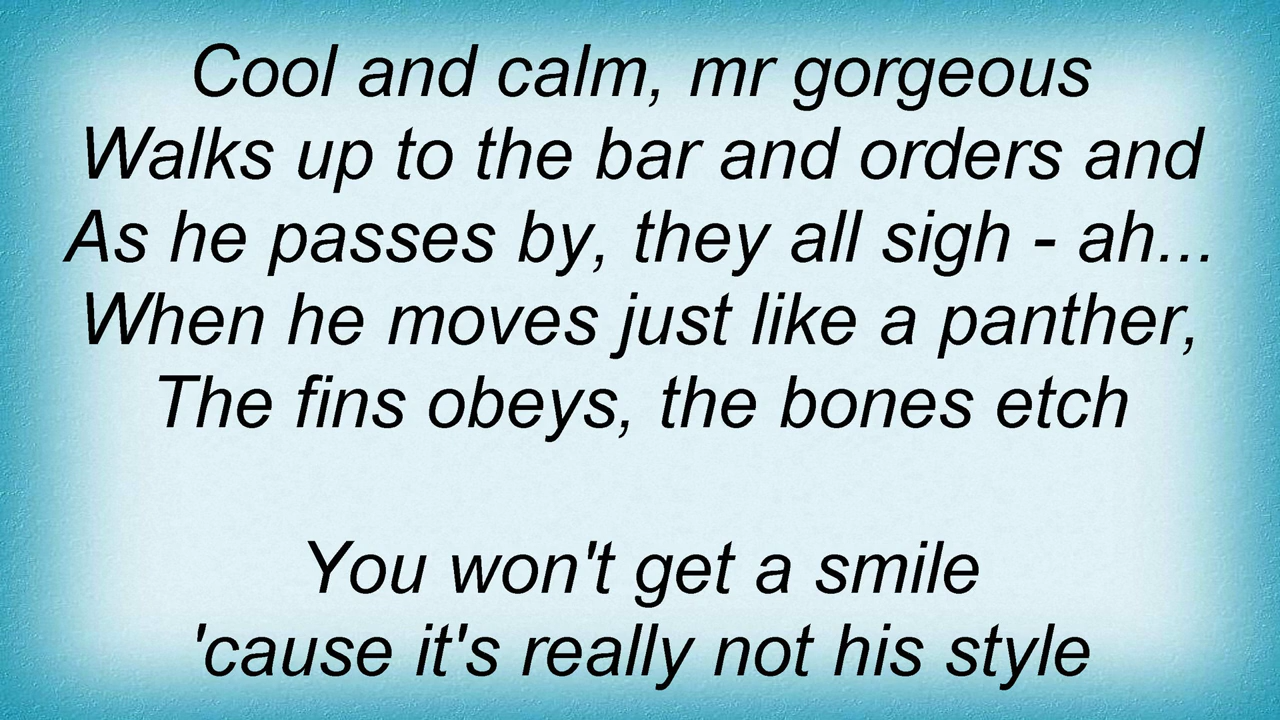 Cool and calm, mr gorgeous
Walks up to the bar and orders and
As he passes by, they all sigh - ah...
When he moves just like a panther,
The fins obeys, the bones etch
You won't get a smile
'cause it's really not his style